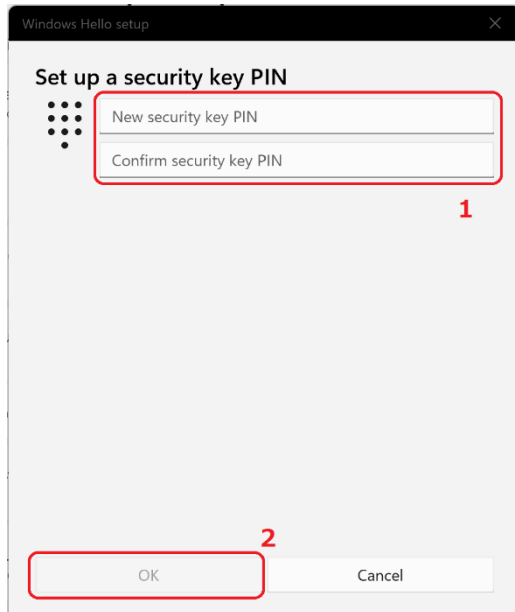 Windows Hello setup
Set up a security key PIN
New security key PIN
Confirm security key PIN
1
2
OK
Cancel